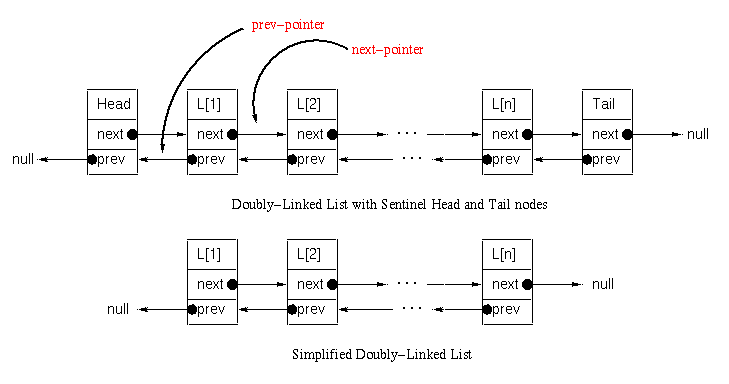 prev-pointer
next-pointer
Head L[1] L[2] L[n] Tail
next next next ... next next null
null prev prev prev ... prev prev
Doubly-Linked List with Sentinel Head and Tail nodes
L[1] L[2] L[n]
next next ... next null
null prev prev ... prev
Simplified Doubly-Linked List